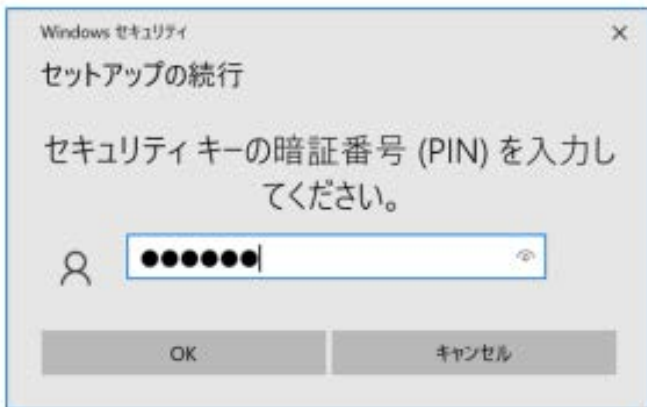 Windows セキュリティ
セットアップの続行
セキュリティ キーの暗証番号 (PIN) を入力し
てください。
●●●●●●
OK
キャンセル